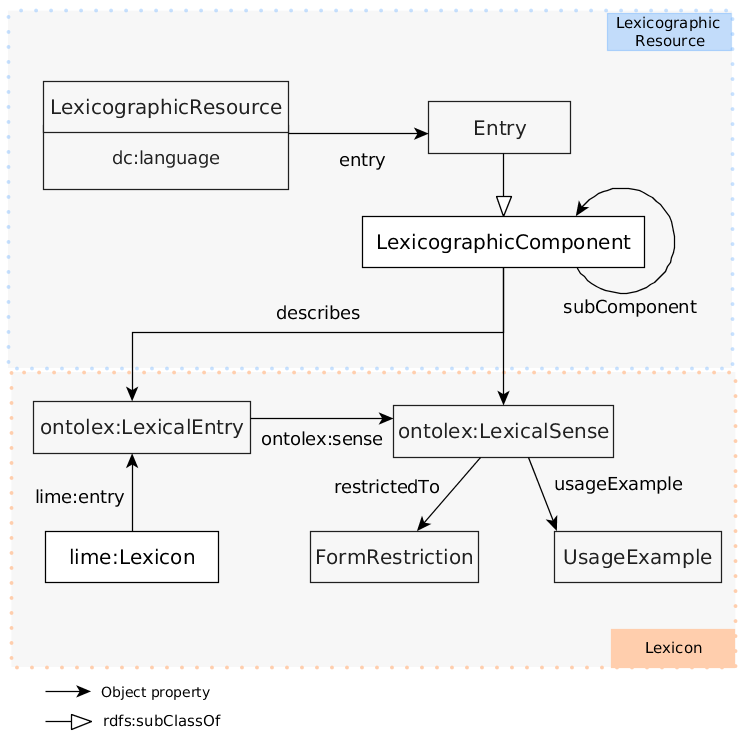 Lexicographic
Resource
LexicographicResource
dc:language
entry
Entry
LexicographicComponent
subComponent
describes
ontolex:LexicalEntry
ontolex:sense
ontolex:LexicalSense
lime:entry
restrictedTo
usageExample
lime:Lexicon
FormRestriction
UsageExample
Lexicon
Object property
rdfs:subClassOf